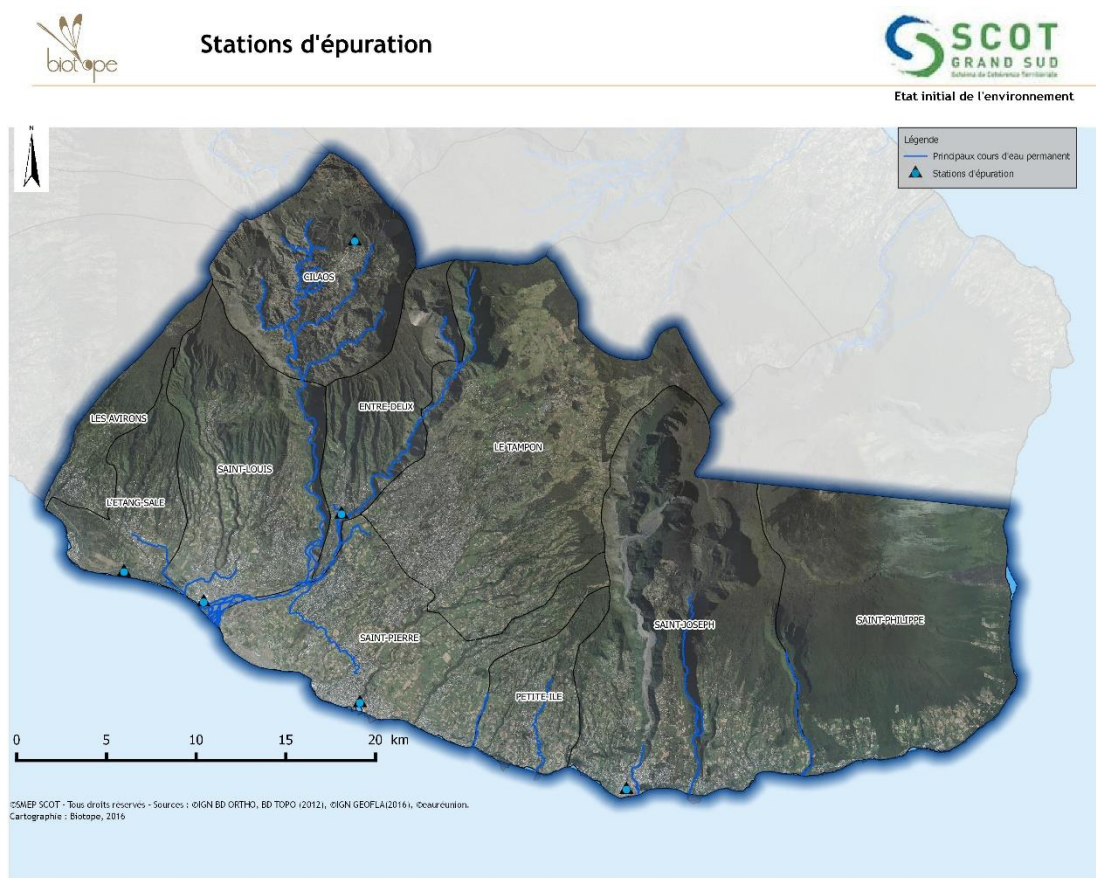 biotope
Stations d'épuration
SCOT
GRAND SUD
Schéma de Cohérence Territoriale
Etat initial de l'environnement
N
Légende
Principaux cours d'eau permanent
Stations d'épuration
CILAOS
LES AVIRONS
ENTRE-DEUX
LE TAMPON
SAINT-LOUIS
L'ETANG-SALE
SAINT-PIERRE
SAINT-JOSEPH
SAINT-PHILIPPE
PETITE-ILE
0 5 10 15 20 km
©SMEP SCOT - Tous droits réservés - Sources : ©IGN BD ORTHO, BD TOPO (2012), ©IGN GEOFLA(2016), ©eauréunion.
Cartographie : Biotope, 2016